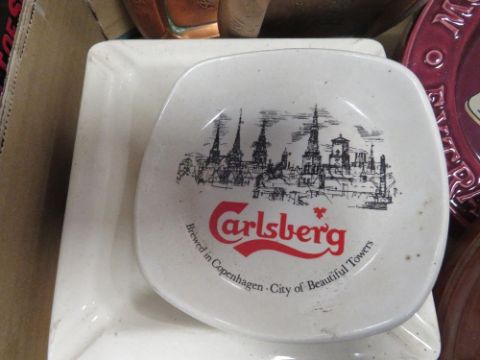 Carlsberg
Brewed in Copenhagen · City of Beautiful Towers